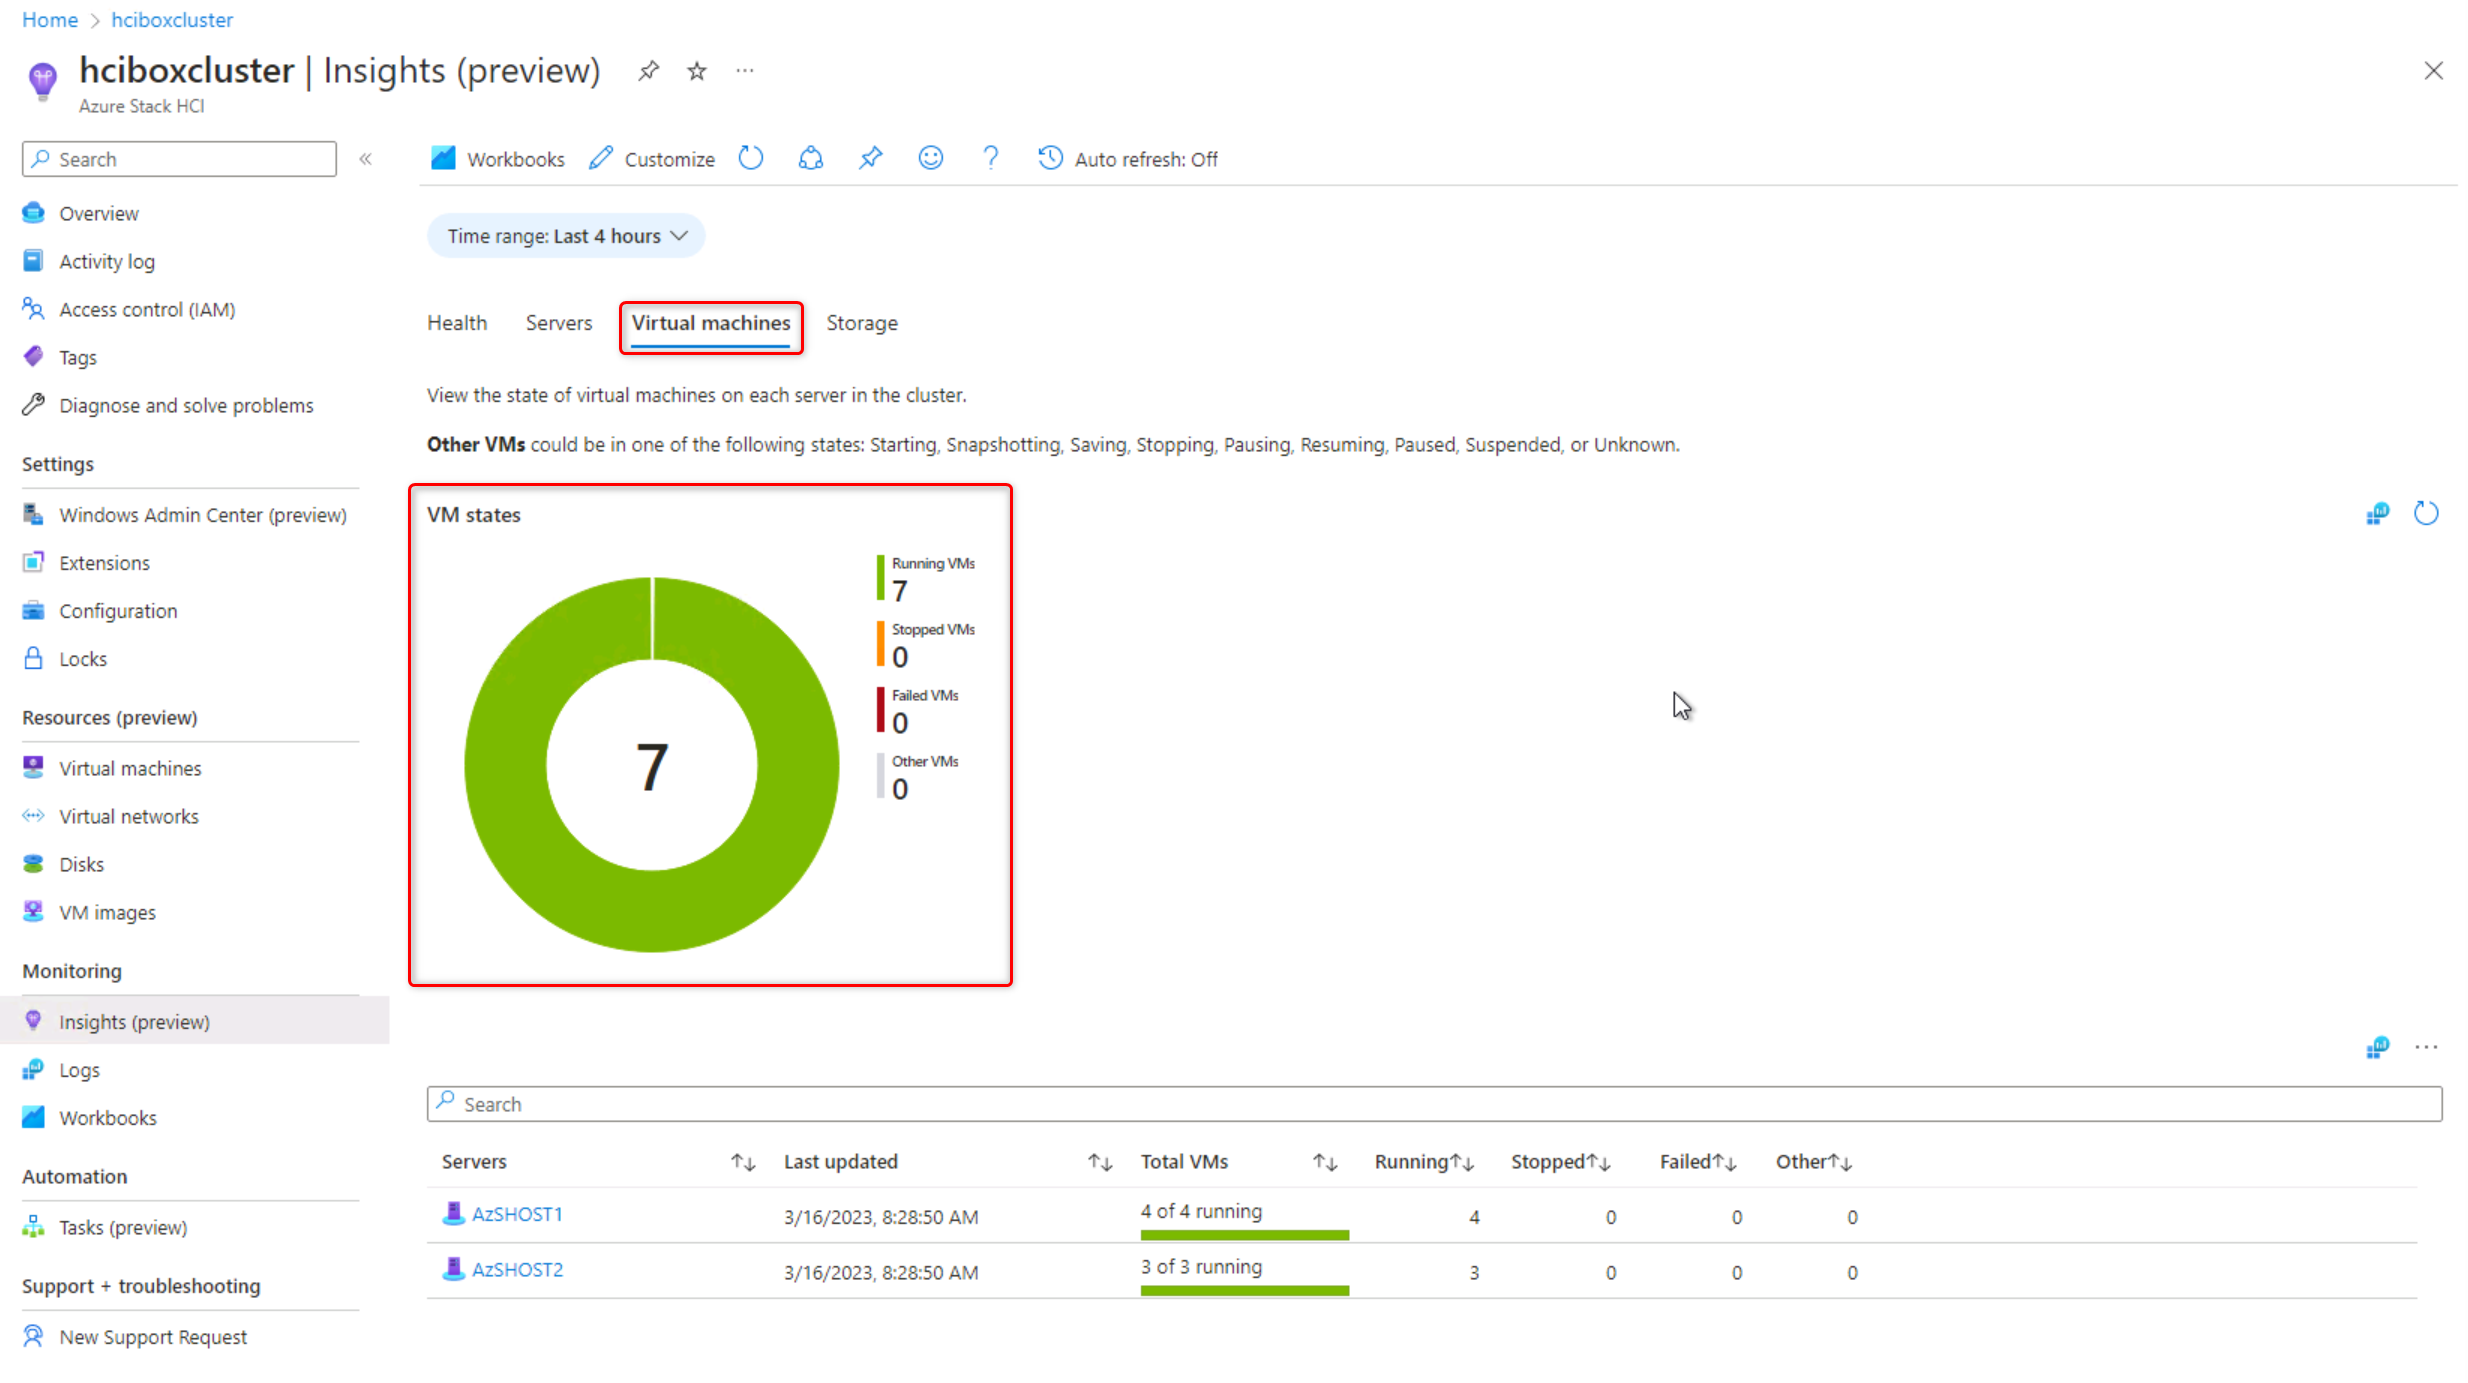 Home > hciboxcluster
hciboxcluster | Insights (preview)
Azure Stack HCI
Search
Overview
Activity log
Access control (IAM)
Tags
Diagnose and solve problems
Settings
Windows Admin Center (preview)
Extensions
Configuration
Locks
Resources (preview)
Virtual machines
Virtual networks
Disks
VM images
Monitoring
Insights (preview)
Logs
Workbooks
Automation
Tasks (preview)
Support + troubleshooting
New Support Request
Workbooks Customize Auto refresh: Off
Time range: Last 4 hours
Health Servers Virtual machines Storage
View the state of virtual machines on each server in the cluster.
Other VMs could be in one of the following states: Starting, Snapshotting, Saving, Stopping, Pausing, Resuming, Paused, Suspended, or Unknown.
VM states
7
Running VMs
7
Stopped VMs
0
Failed VMs
0
Other VMs
0
Search
Servers Last updated Total VMs Running Stopped Failed Other
AzSHOST1 3/16/2023, 8:28:50 AM 4 of 4 running 4 0 0 0
AzSHOST2 3/16/2023, 8:28:50 AM 3 of 3 running 3 0 0 0